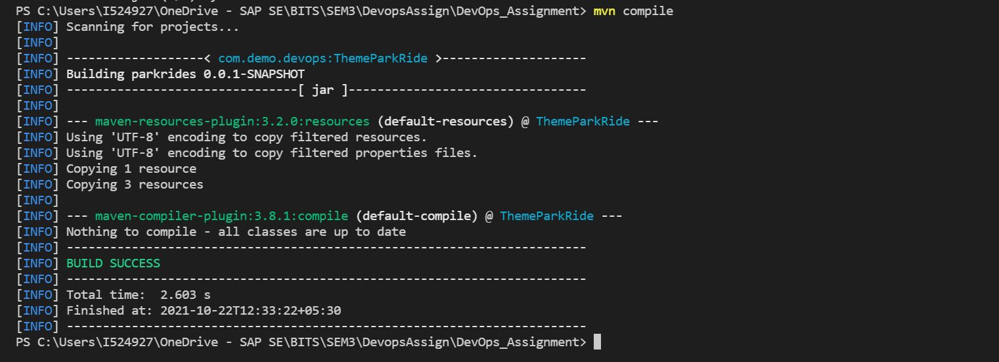 PS C:\Users\I524927\OneDrive - SAP SE\BITS\SEM3\DevopsAssign\DevOps_Assignment> mvn compile
[INFO] Scanning for projects...
[INFO]
[INFO] -------------------< com.demo.devops:ThemeParkRide >--------------------
[INFO] Building parkrides 0.0.1-SNAPSHOT
[INFO] --------------------------------[ jar ]---------------------------------
[INFO]
[INFO] --- maven-resources-plugin:3.2.0:resources (default-resources) @ ThemeParkRide ---
[INFO] Using 'UTF-8' encoding to copy filtered resources.
[INFO] Using 'UTF-8' encoding to copy filtered properties files.
[INFO] Copying 1 resource
[INFO] Copying 3 resources
[INFO]
[INFO] --- maven-compiler-plugin:3.8.1:compile (default-compile) @ ThemeParkRide ---
[INFO] Nothing to compile - all classes are up to date
[INFO] ------------------------------------------------------------------------
[INFO] BUILD SUCCESS
[INFO] ------------------------------------------------------------------------
[INFO] Total time:  2.603 s
[INFO] Finished at: 2021-10-22T12:33:22+05:30
[INFO] ------------------------------------------------------------------------
PS C:\Users\I524927\OneDrive - SAP SE\BITS\SEM3\DevopsAssign\DevOps_Assignment>